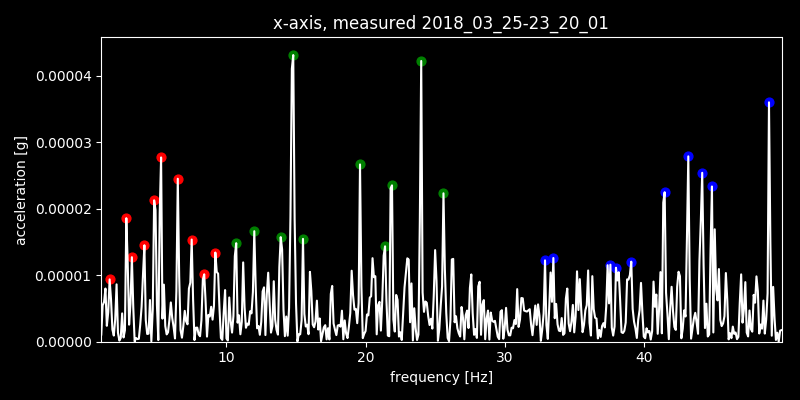 x-axis, measured 2018_03_25-23_20_01
acceleration [g]
0.00004
0.00003
0.00002
0.00001
0.00000
10 20 30 40
frequency [Hz]